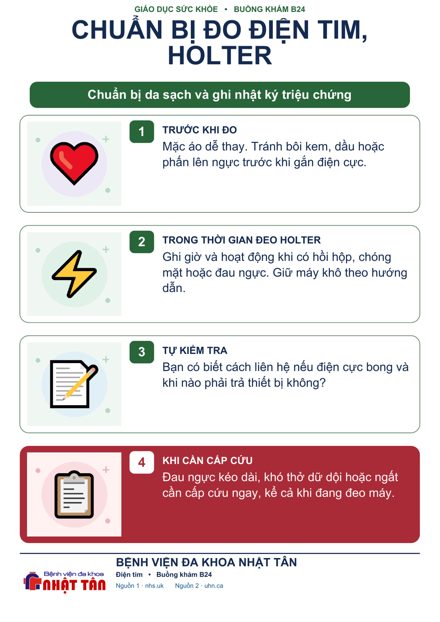 GIÁO DỤC SỨC KHỎE • BUỒNG KHÁM B24
CHUẨN BỊ ĐO ĐIỆN TIM,
HOLTER
Chuẩn bị da sạch và ghi nhật ký triệu chứng
1
TRƯỚC KHI ĐO
Mặc áo dễ thay. Tránh bôi kem, dầu hoặc
phấn lên ngực trước khi gắn điện cực.
2
TRONG THỜI GIAN ĐEO HOLTER
Ghi giờ và hoạt động khi có hồi hộp, chóng
mặt hoặc đau ngực. Giữ máy khô theo hướng
dẫn.
3
TỰ KIỂM TRA
Bạn có biết cách liên hệ nếu điện cực bong và
khi nào phải trả thiết bị không?
4
KHI CẦN CẤP CỨU
Đau ngực kéo dài, khó thở dữ dội hoặc ngất
cần cấp cứu ngay, kể cả khi đang đeo máy.
Bệnh viện đa khoa
NHẬT TÂN
BỆNH VIỆN ĐA KHOA NHẬT TÂN
Điện tim • Buồng khám B24
Nguồn 1 · nhs.uk Nguồn 2 · uhn.ca